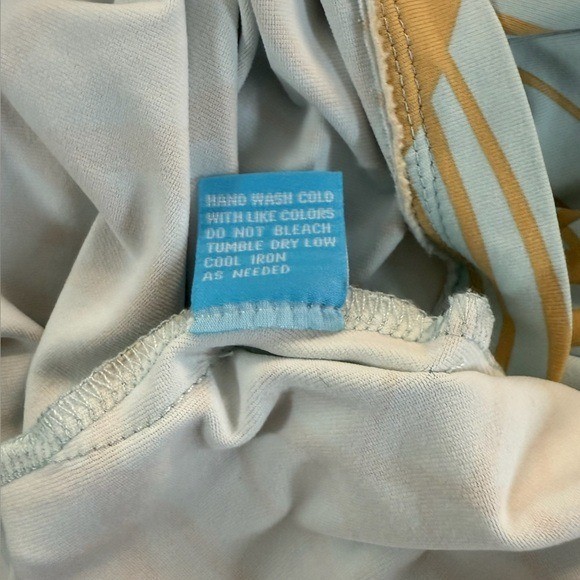 HAND WASH COLD
WITH LIKE COLORS
DO NOT BLEACH
TUMBLE DRY LOW
COOL IRON
AS NEEDED